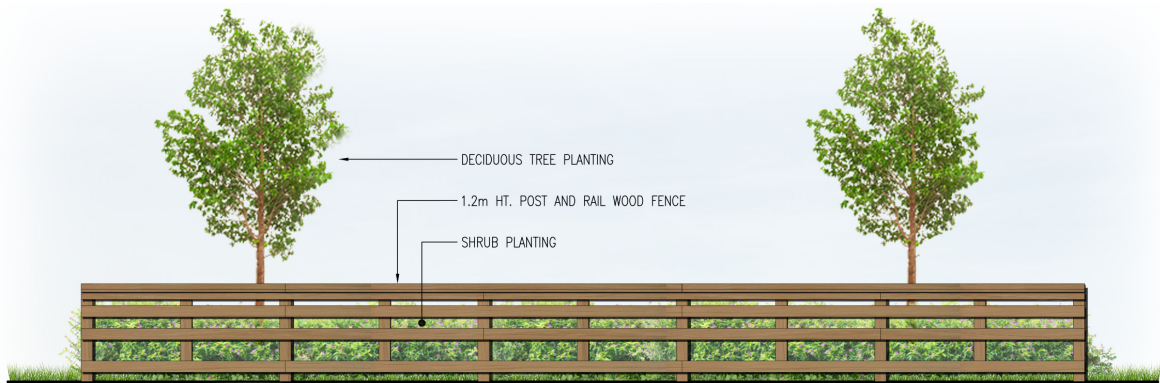 DECIDUOUS TREE PLANTING
1.2m HT. POST AND RAIL WOOD FENCE
SHRUB PLANTING